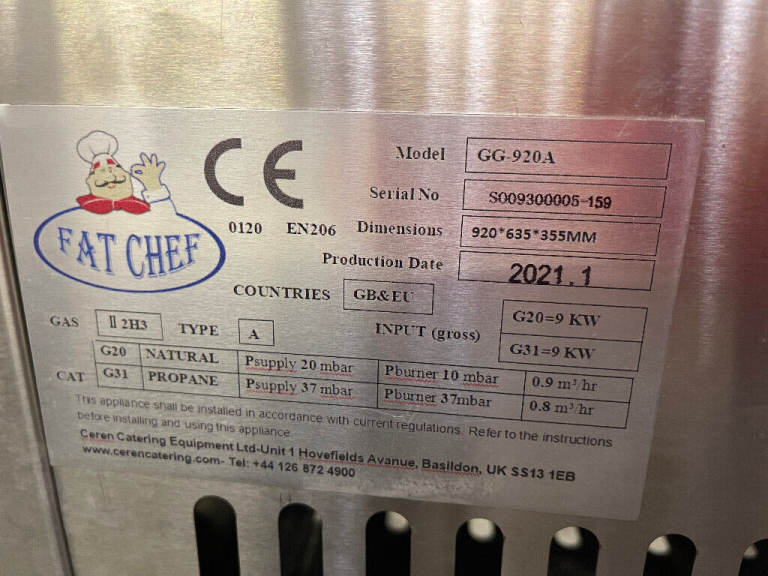 FAT CHEF
CE
0120 EN206
Model GG-920A
Serial No S009300005-159
Dimensions 920*635*355MM
Production Date 2021.1
COUNTRIES GB&EU
GAS II 2H3 TYPE A INPUT (gross) G20=9 KW
G31=9 KW
CAT
G20 NATURAL Psupply 20 mbar Pburner 10 mbar 0.9 m³/hr
G31 PROPANE Psupply 37 mbar Pburner 37mbar 0.8 m³/hr
This appliance shall be installed in accordance with current regulations. Refer to the instructions
before installing and using this appliance.
Ceren Catering Equipment Ltd-Unit 1 Hovefields Avanue, Basildon, UK SS13 1EB
www.cerencatering.com- Tel: +44 126 872 4900